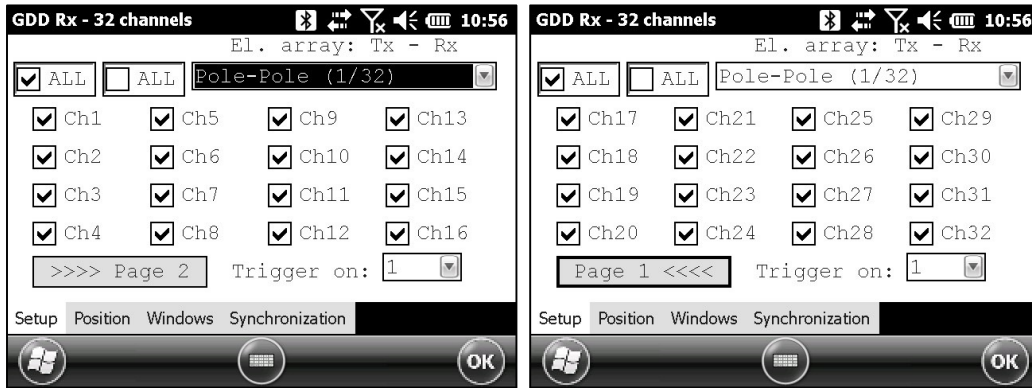 GDD Rx - 32 channels 10:56
El. array: Tx - Rx
ALL ALL Pole-Pole (1/32)
Ch1 Ch5 Ch9 Ch13
Ch2 Ch6 Ch10 Ch14
Ch3 Ch7 Ch11 Ch15
Ch4 Ch8 Ch12 Ch16
>>>> Page 2 Trigger on: 1
Setup Position Windows Synchronization
OK
GDD Rx - 32 channels 10:56
El. array: Tx - Rx
ALL ALL Pole-Pole (1/32)
Ch17 Ch21 Ch25 Ch29
Ch18 Ch22 Ch26 Ch30
Ch19 Ch23 Ch27 Ch31
Ch20 Ch24 Ch28 Ch32
Page 1 <<<< Trigger on: 1
Setup Position Windows Synchronization
OK